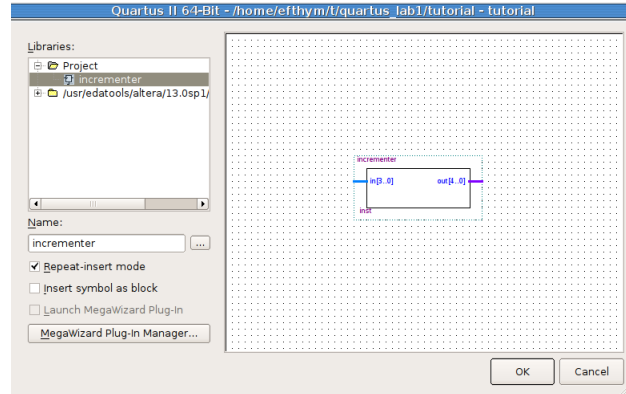 Quartus II 64-Bit - /home/efthym/t/quartus_lab1/tutorial - tutorial
Libraries:
Project
incrementer
/usr/edatools/altera/13.0sp1/
Name:
incrementer
...
Repeat-insert mode
Insert symbol as block
Launch MegaWizard Plug-In
MegaWizard Plug-In Manager...
incrementer
in[3..0] out[4..0]
inst
OK Cancel